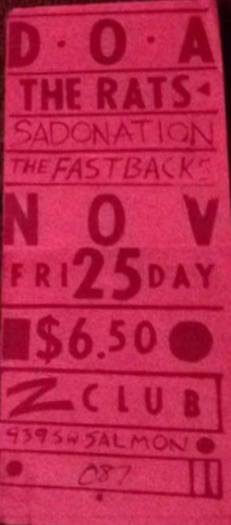 D·O·A
THE RATS
SADONATION
THE FASTBACKS
NOV
FRI 25 DAY
$6.50
Z CLUB
939 SW SALMON
087